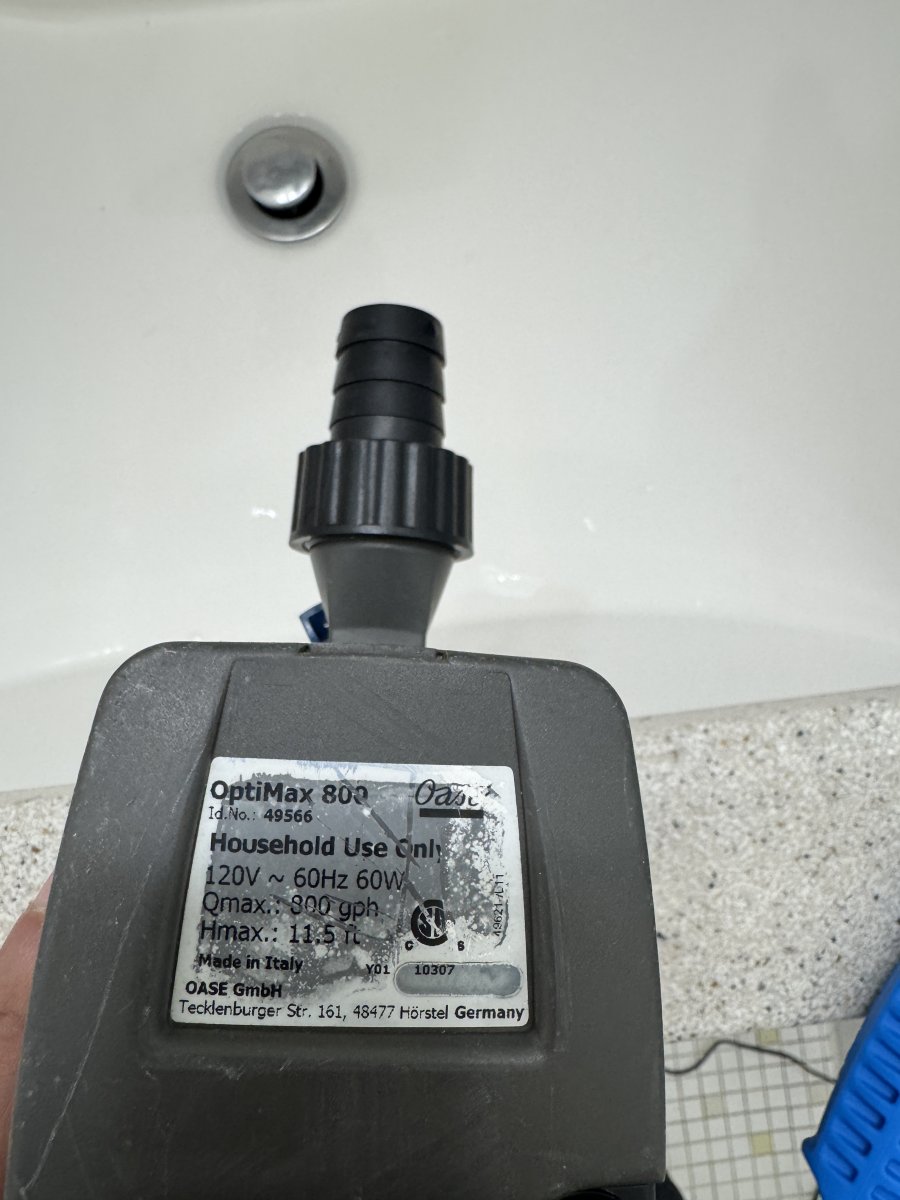 OptiMax 800
Oase
Id.No.: 49566
Household Use Only
120V ~ 60Hz 60W
Qmax.: 800 gph
Hmax.: 11.5 ft
C S
Made in Italy
Y01 10307
OASE GmbH
Tecklenburger Str. 161, 48477 Hörstel Germany